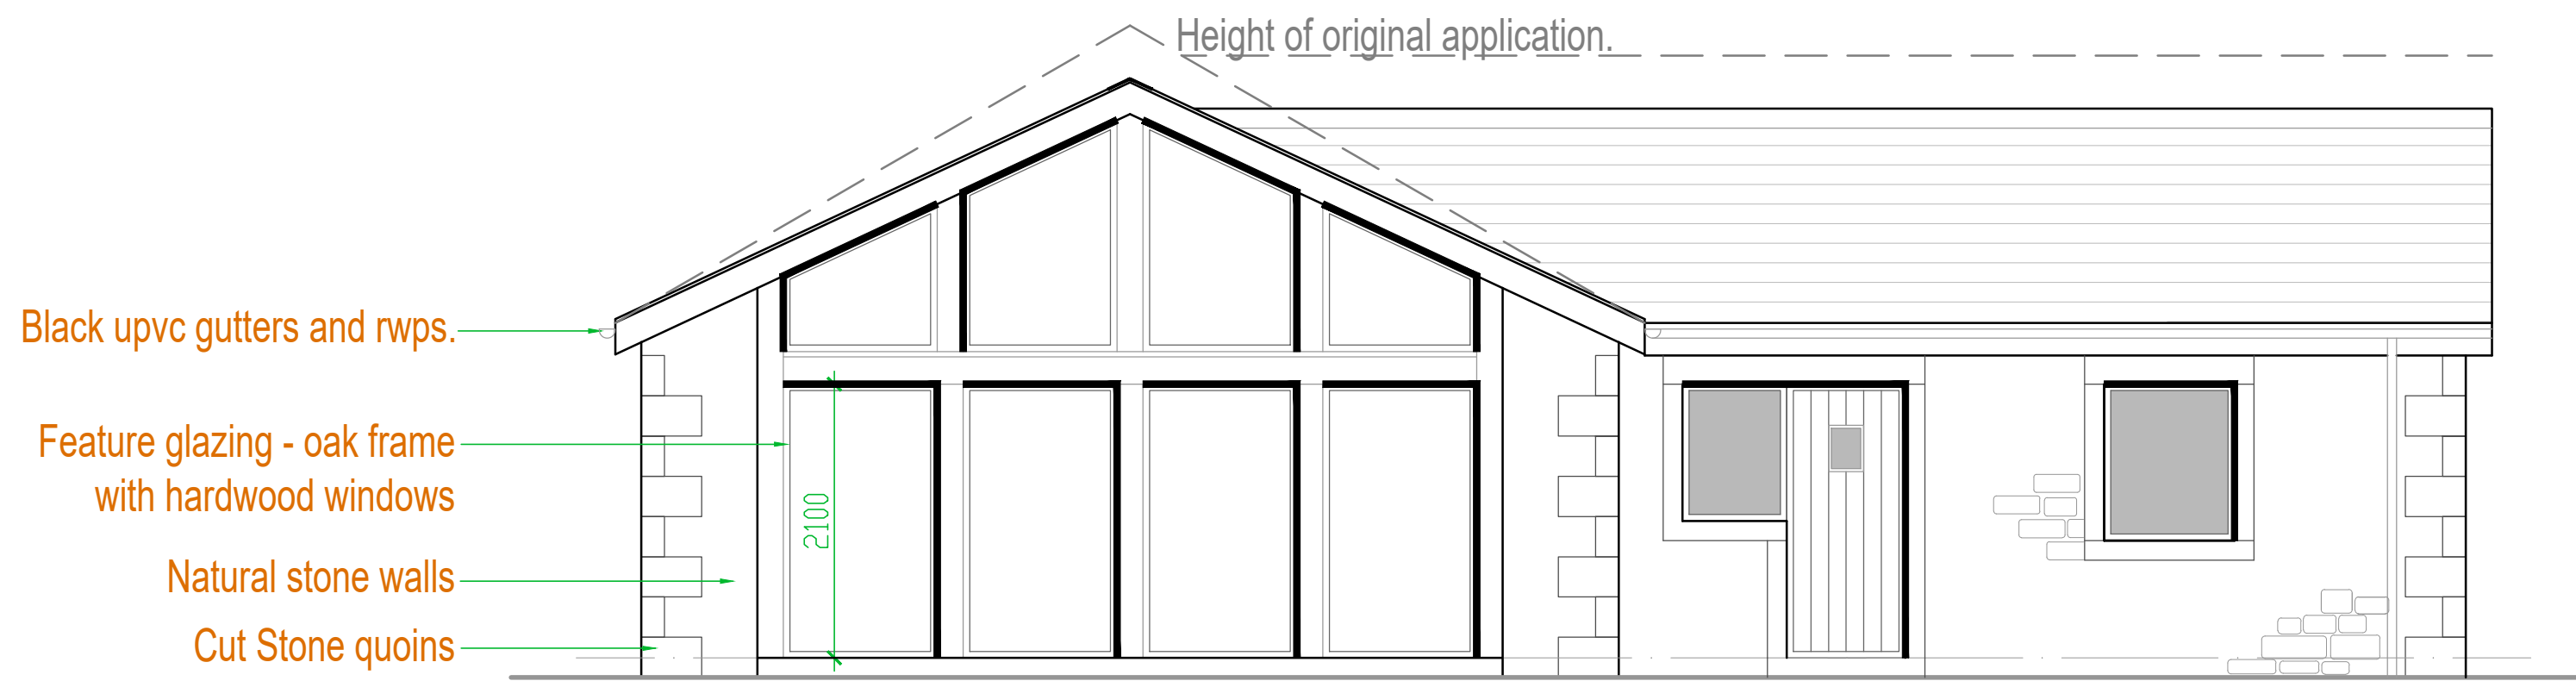 Height of original application.
Black upvc gutters and rwps.
Feature glazing - oak frame
with hardwood windows
2100
Natural stone walls
Cut Stone quoins